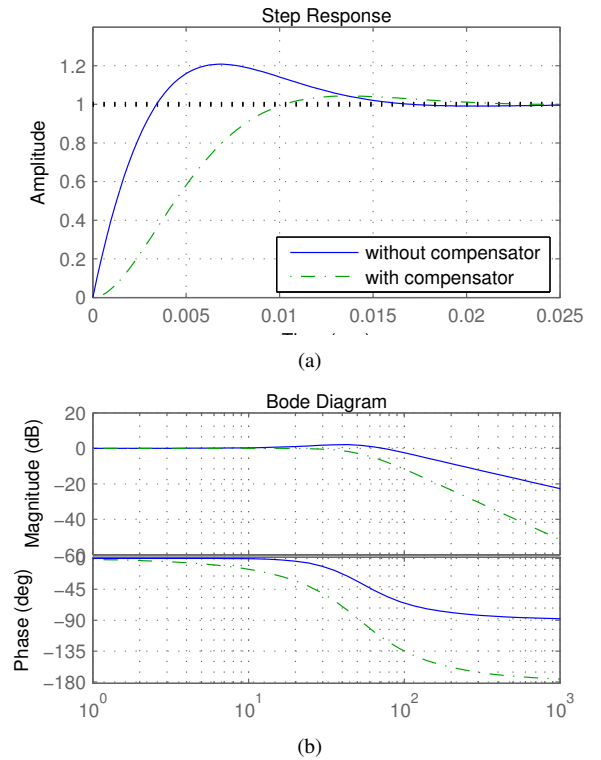 Step Response
1.2
1
0.8
0.6
0.4
0.2
0
Amplitude
without compensator
with compensator
0 0.005 0.01 0.015 0.02 0.025
(a)
Bode Diagram
20
0
−20
−40
−60
Magnitude (dB)
0
−45
−90
−135
−180
Phase (deg)
10^0 10^1 10^2 10^3
(b)